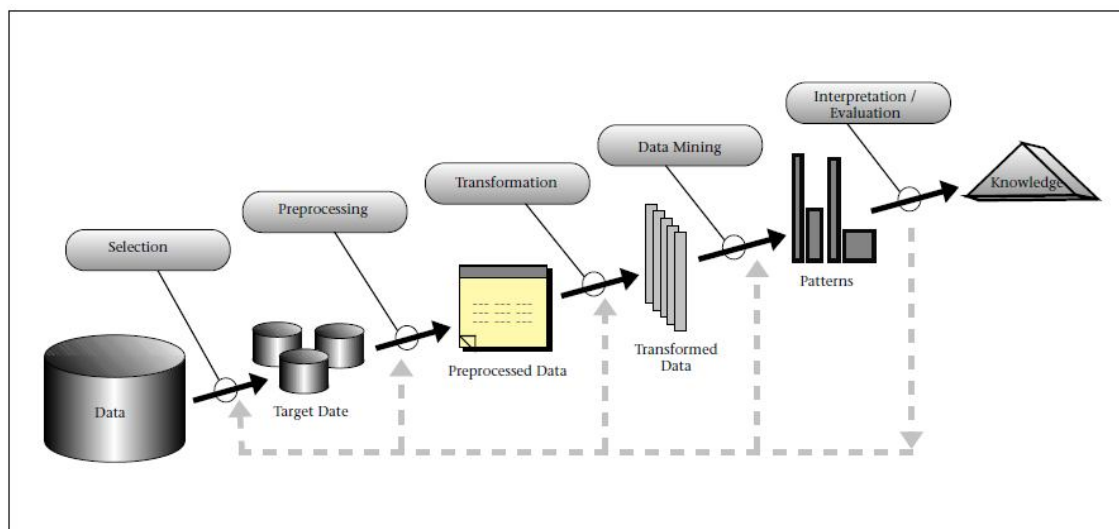 Interpretation /
Evaluation
Data Mining
Transformation
Preprocessing
Selection
Knowledge
Patterns
Transformed
Data
Preprocessed Data
Target Date
Data
--- --- ---
--- --- ---
--- --- ---